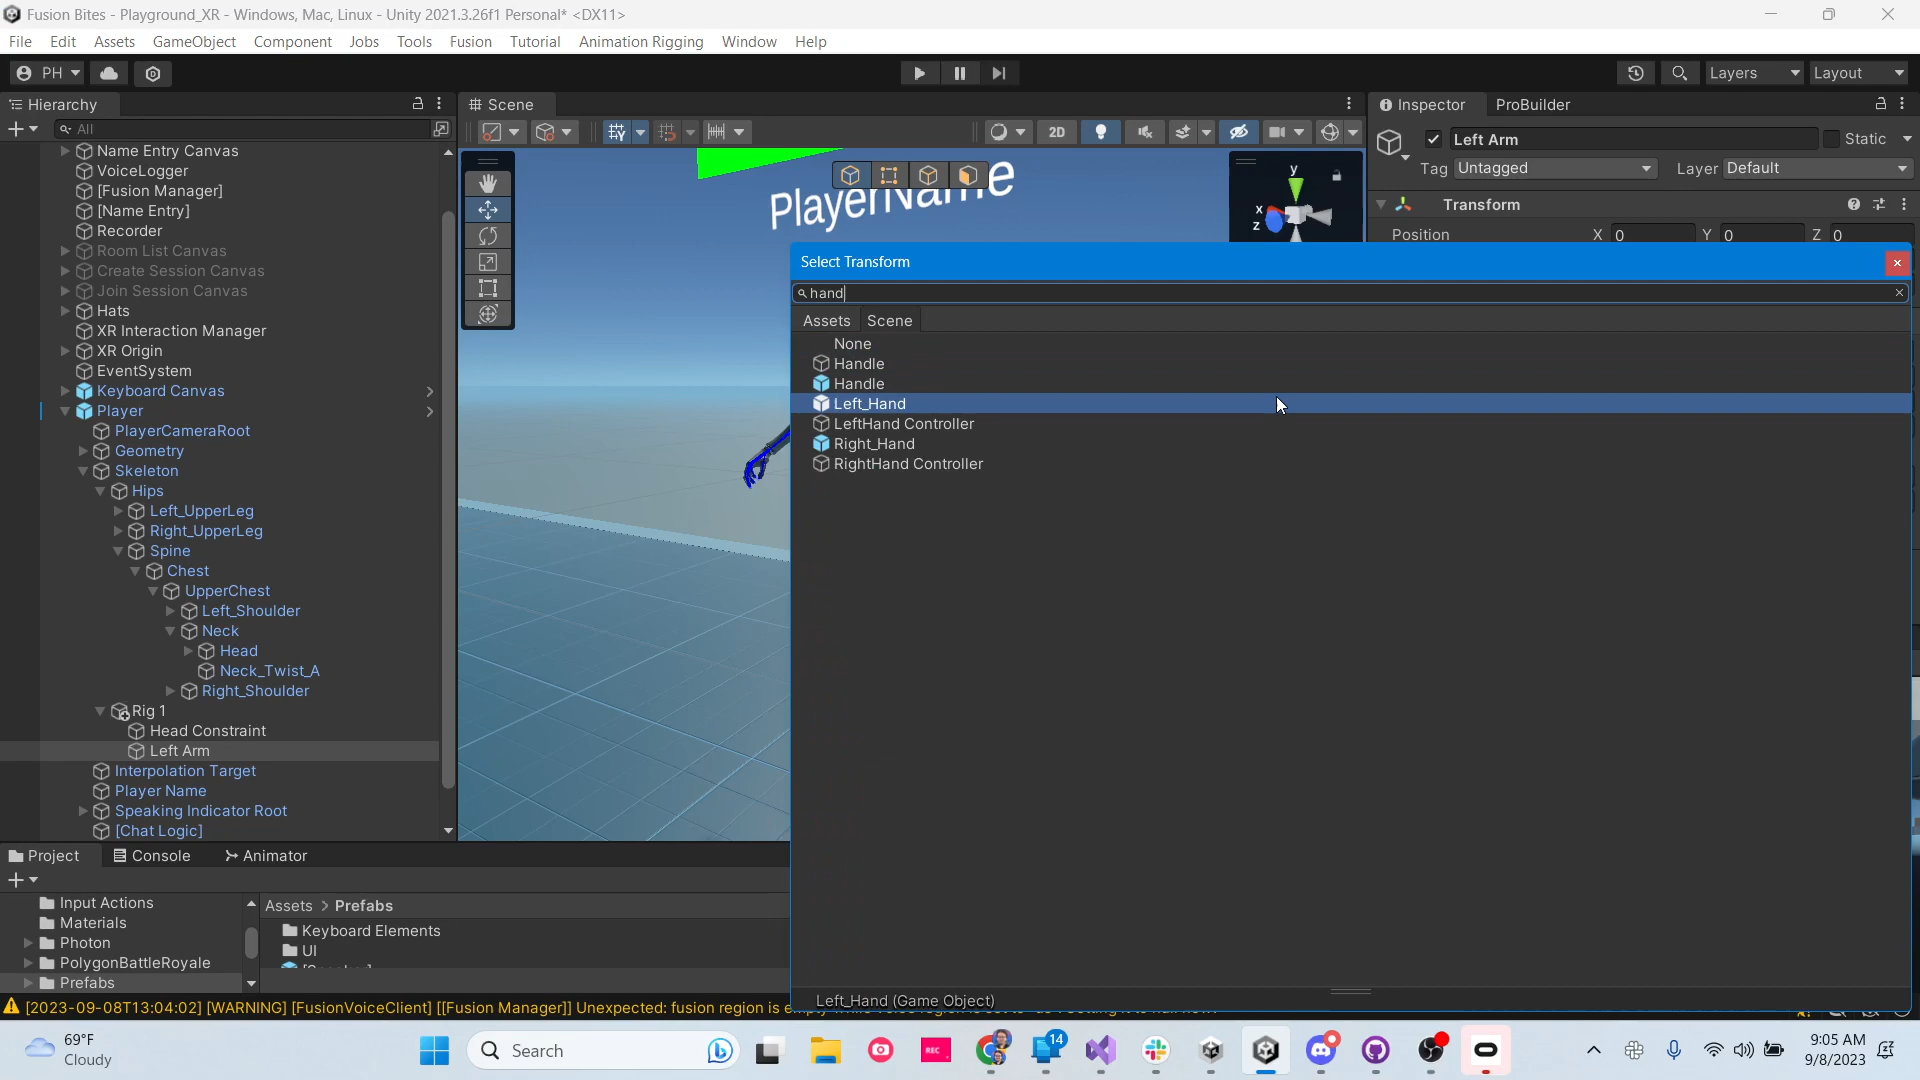 Fusion Bites - Playground_XR - Windows, Mac, Linux - Unity 2021.3.26f1 Personal* <DX11>
File Edit Assets GameObject Component Jobs Tools Fusion Tutorial Animation Rigging Window Help
PH Layers Layout
Hierarchy Scene Inspector ProBuilder
All 2D Left Arm Static
Tag Untagged Layer Default
Transform
Position X 0 Y 0 Z 0
Name Entry Canvas
VoiceLogger
[Fusion Manager]
[Name Entry]
Recorder
Room List Canvas
Create Session Canvas
Join Session Canvas
Hats
XR Interaction Manager
XR Origin
EventSystem
Keyboard Canvas
Player
PlayerCameraRoot
Geometry
Skeleton
Hips
Left_UpperLeg
Right_UpperLeg
Spine
Chest
UpperChest
Left_Shoulder
Neck
Head
Neck_Twist_A
Right_Shoulder
Rig 1
Head Constraint
Left Arm
Interpolation Target
Player Name
Speaking Indicator Root
[Chat Logic]
PlayerName
y
x
z
Select Transform
hand
Assets Scene
None
Handle
Handle
Left_Hand
LeftHand Controller
Right_Hand
RightHand Controller
Left_Hand (Game Object)
Project Console Animator
Input Actions
Materials
Photon
PolygonBattleRoyale
Prefabs
Assets > Prefabs
Keyboard Elements
UI
[2023-09-08T13:04:02] [WARNING] [FusionVoiceClient] [[Fusion Manager]] Unexpected: fusion region is
69°F
Cloudy
Search
REC
14
9:05 AM
9/8/2023